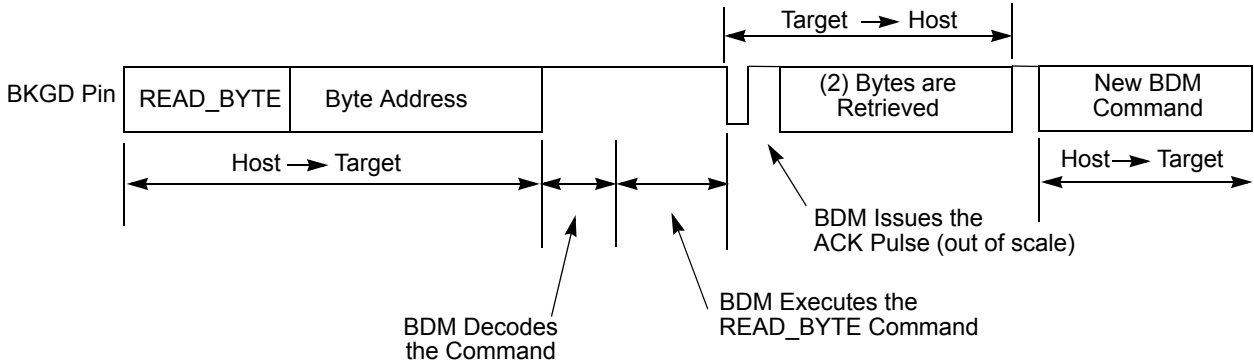 Target → Host
BKGD Pin
READ_BYTE
Byte Address
(2) Bytes are
Retrieved
New BDM
Command
Host → Target
Host → Target
BDM Issues the
ACK Pulse (out of scale)
BDM Executes the
READ_BYTE Command
BDM Decodes
the Command